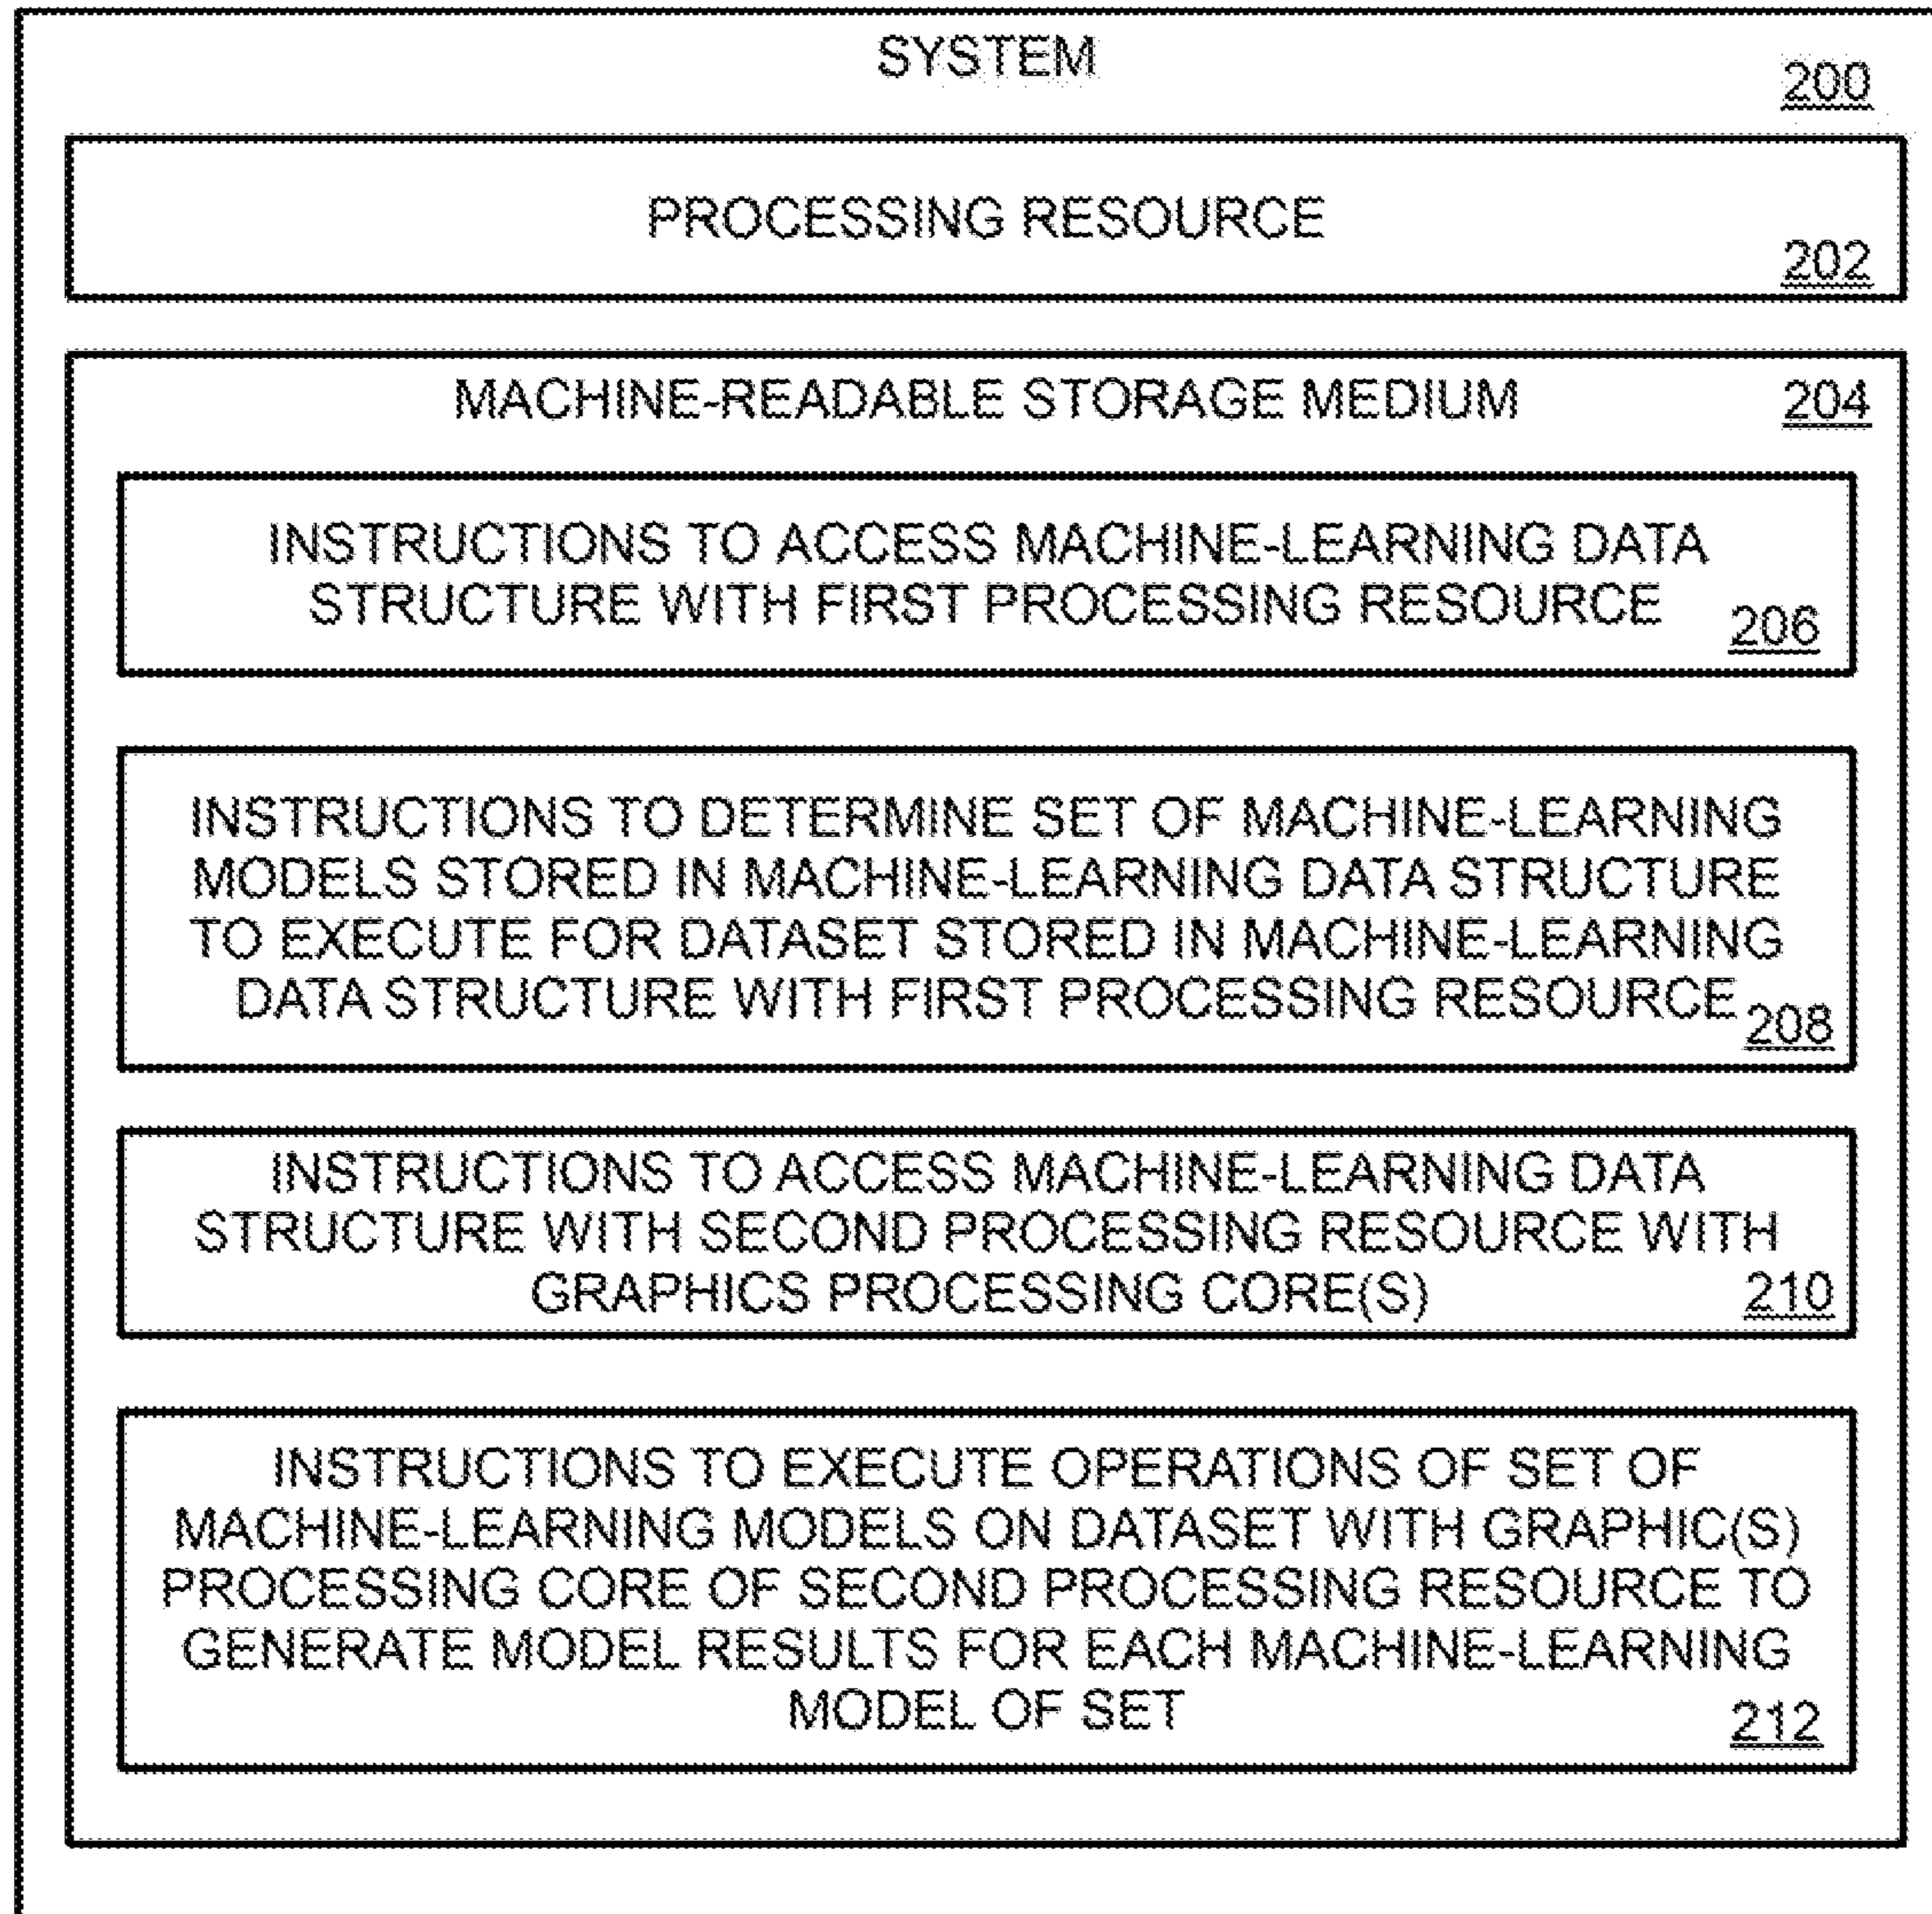 SYSTEM
200
PROCESSING RESOURCE
202
MACHINE-READABLE STORAGE MEDIUM
204
INSTRUCTIONS TO ACCESS MACHINE-LEARNING DATA
STRUCTURE WITH FIRST PROCESSING RESOURCE
206
INSTRUCTIONS TO DETERMINE SET OF MACHINE-LEARNING
MODELS STORED IN MACHINE-LEARNING DATA STRUCTURE
TO EXECUTE FOR DATASET STORED IN MACHINE-LEARNING
DATA STRUCTURE WITH FIRST PROCESSING RESOURCE
208
INSTRUCTIONS TO ACCESS MACHINE-LEARNING DATA
STRUCTURE WITH SECOND PROCESSING RESOURCE WITH
GRAPHICS PROCESSING CORE(S)
210
INSTRUCTIONS TO EXECUTE OPERATIONS OF SET OF
MACHINE-LEARNING MODELS ON DATASET WITH GRAPHIC(S)
PROCESSING CORE OF SECOND PROCESSING RESOURCE TO
GENERATE MODEL RESULTS FOR EACH MACHINE-LEARNING
MODEL OF SET
212